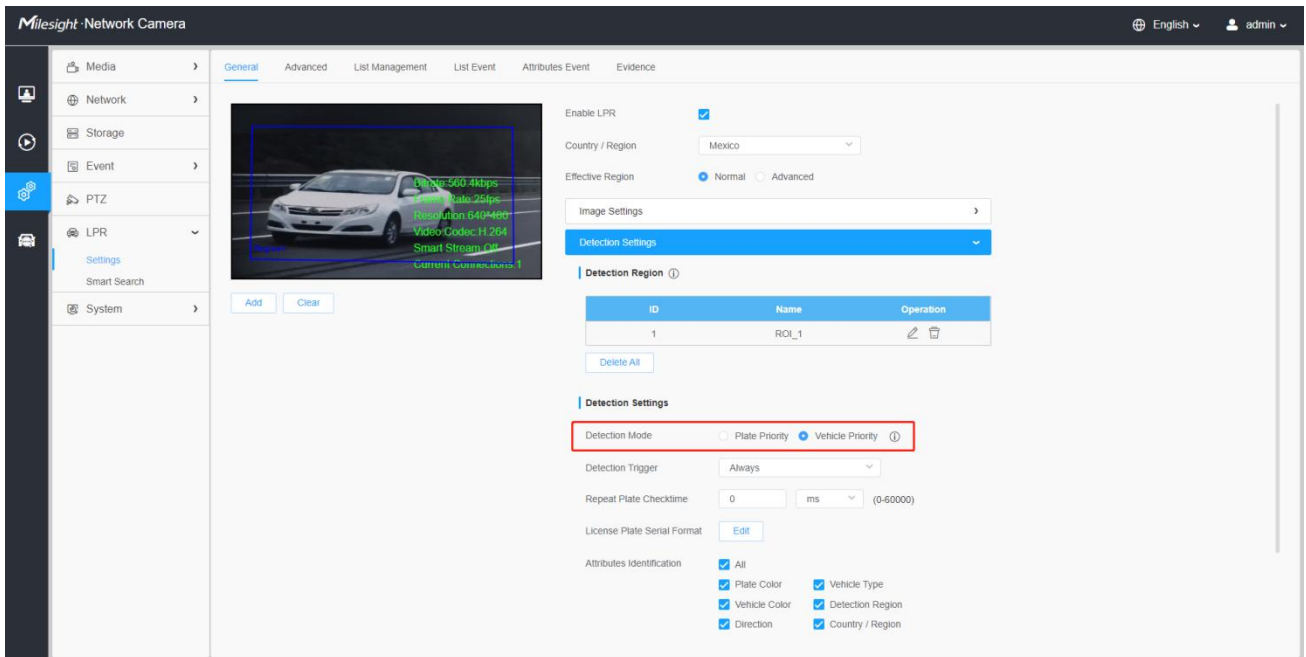 Milesight · Network Camera
English
admin
Media
Network
Storage
Event
PTZ
LPR
Settings
Smart Search
System
General Advanced List Management List Event Attributes Event Evidence
Bitrate:560.4kbps
Frame Rate:25fps
Resolution:640*480
Video Codec:H.264
Smart Stream:Off
Current Connections:1
Add Clear
Enable LPR
Country / Region Mexico
Effective Region Normal Advanced
Image Settings
Detection Settings
Detection Region
ID Name Operation
1 ROI_1
Delete All
Detection Settings
Detection Mode Plate Priority Vehicle Priority
Detection Trigger Always
Repeat Plate Checktime 0 ms (0-60000)
License Plate Serial Format Edit
Attributes Identification All
Plate Color Vehicle Type
Vehicle Color Detection Region
Direction Country / Region